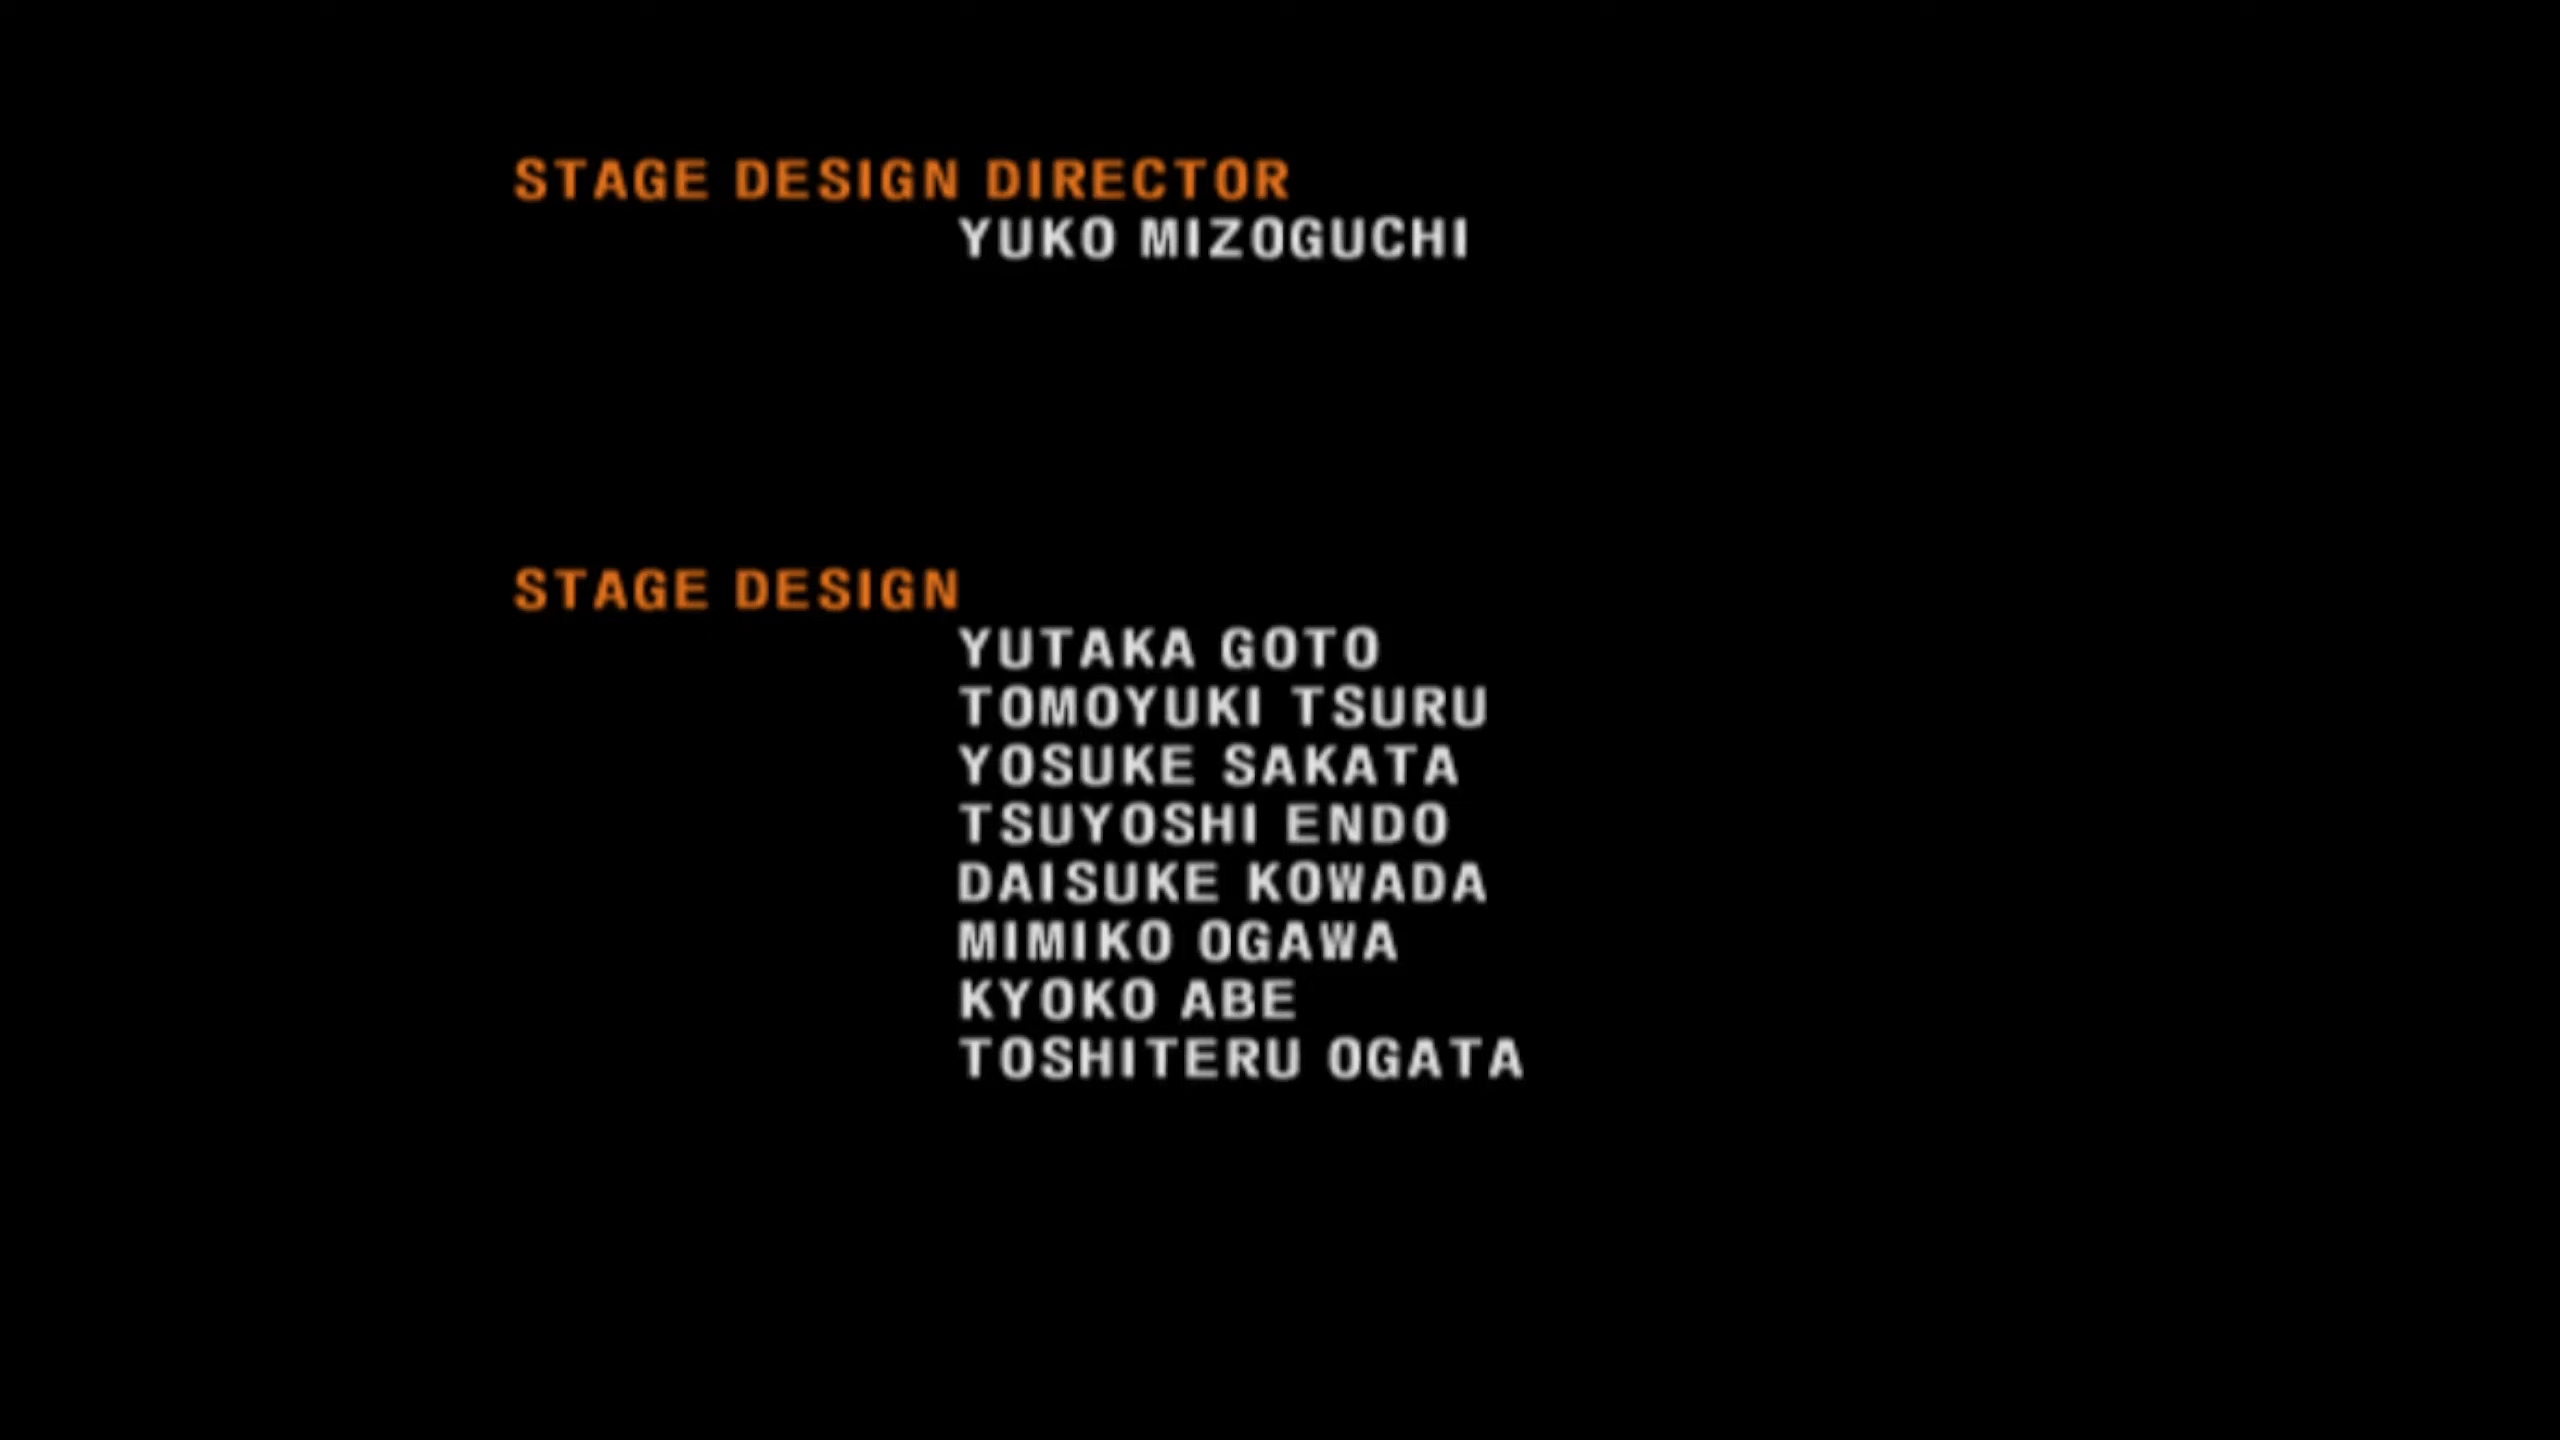 STAGE DESIGN DIRECTOR
YUKO MIZOGUCHI
STAGE DESIGN
YUTAKA GOTO
TOMOYUKI TSURU
YOSUKE SAKATA
TSUYOSHI ENDO
DAISUKE KOWADA
MIMIKO OGAWA
KYOKO ABE
TOSHITERU OGATA